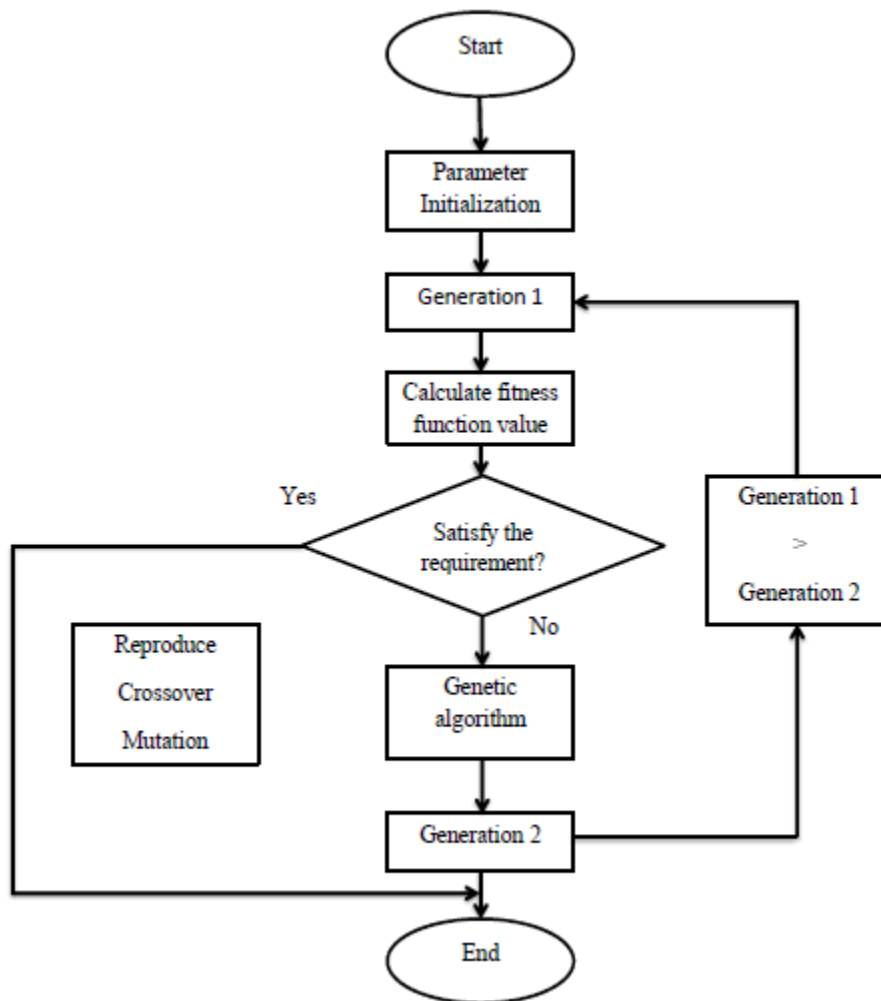 Start
Parameter
Initialization
Generation 1
Calculate fitness
function value
Yes
Satisfy the
requirement?
No
Generation 1
>
Generation 2
Reproduce
Crossover
Mutation
Genetic
algorithm
Generation 2
End